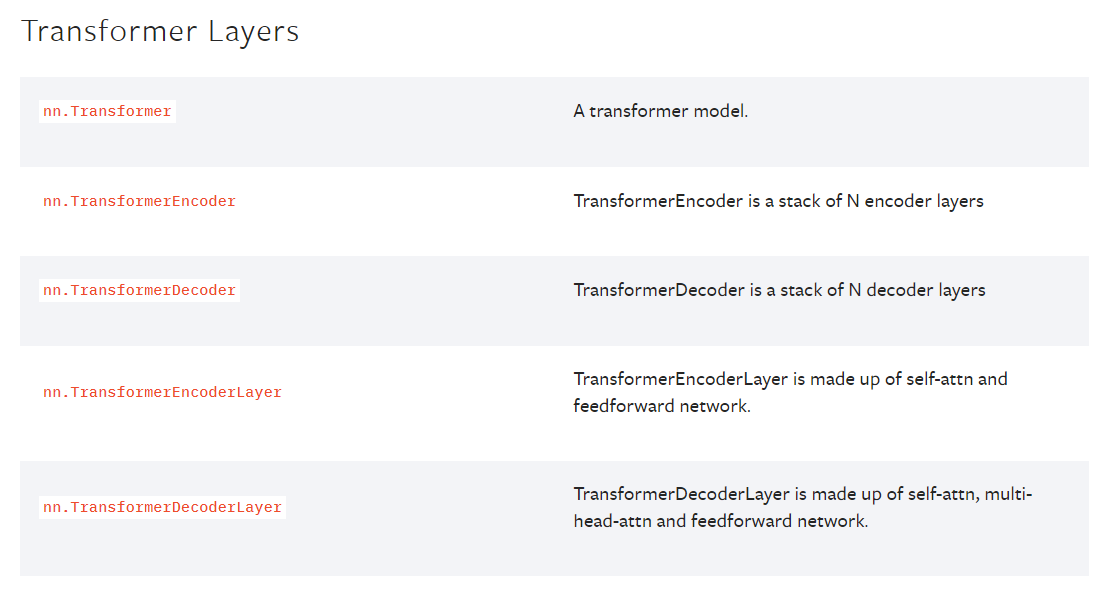 Transformer Layers
nn.Transformer
A transformer model.
nn.TransformerEncoder
TransformerEncoder is a stack of N encoder layers
nn.TransformerDecoder
TransformerDecoder is a stack of N decoder layers
nn.TransformerEncoderLayer
TransformerEncoderLayer is made up of self-attn and
feedforward network.
nn.TransformerDecoderLayer
TransformerDecoderLayer is made up of self-attn, multi-
head-attn and feedforward network.